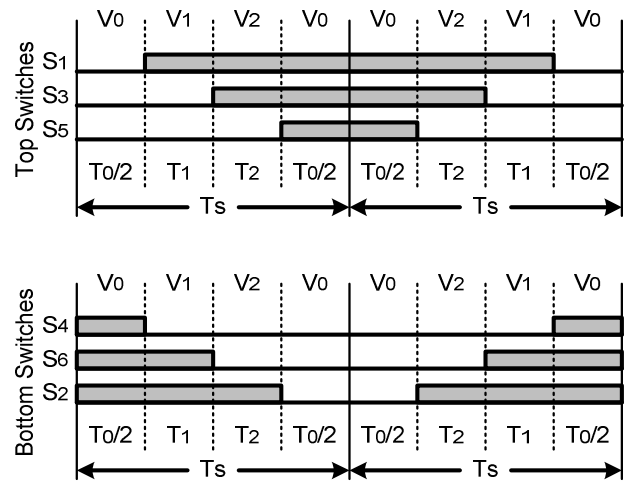 V0 V1 V2 V0 V0 V2 V1 V0
Top Switches
S1
S3
S5
T0/2 T1 T2 T0/2 T0/2 T2 T1 T0/2
Ts Ts
V0 V1 V2 V0 V0 V2 V1 V0
Bottom Switches
S4
S6
S2
T0/2 T1 T2 T0/2 T0/2 T2 T1 T0/2
Ts Ts